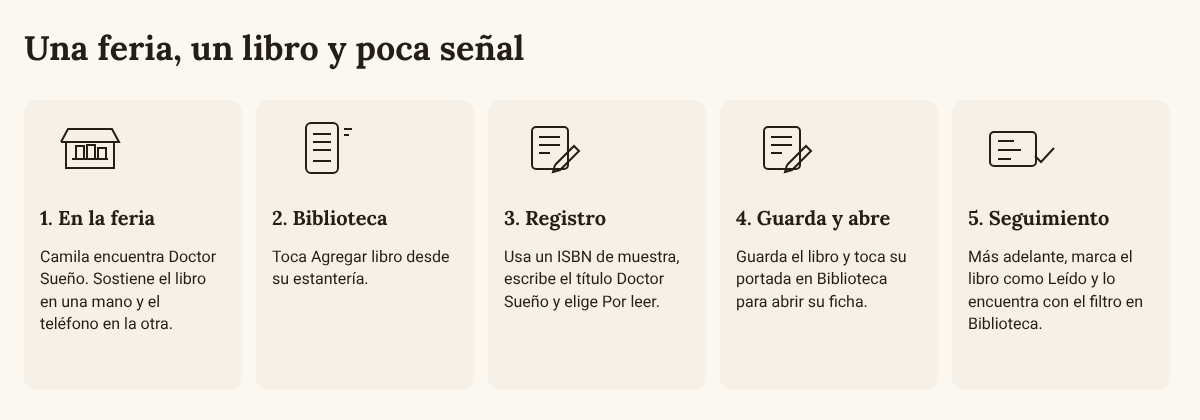 Una feria, un libro y poca señal
1. En la feria
Camila encuentra Doctor
Sueño. Sostiene el libro
en una mano y el
teléfono en la otra.
2. Biblioteca
Toca Agregar libro desde
su estantería.
3. Registro
Usa un ISBN de muestra,
escribe el título Doctor
Sueño y elige Por leer.
4. Guarda y abre
Guarda el libro y toca su
portada en Biblioteca
para abrir su ficha.
5. Seguimiento
Más adelante, marca el
libro como Leído y lo
encuentra con el filtro en
Biblioteca.